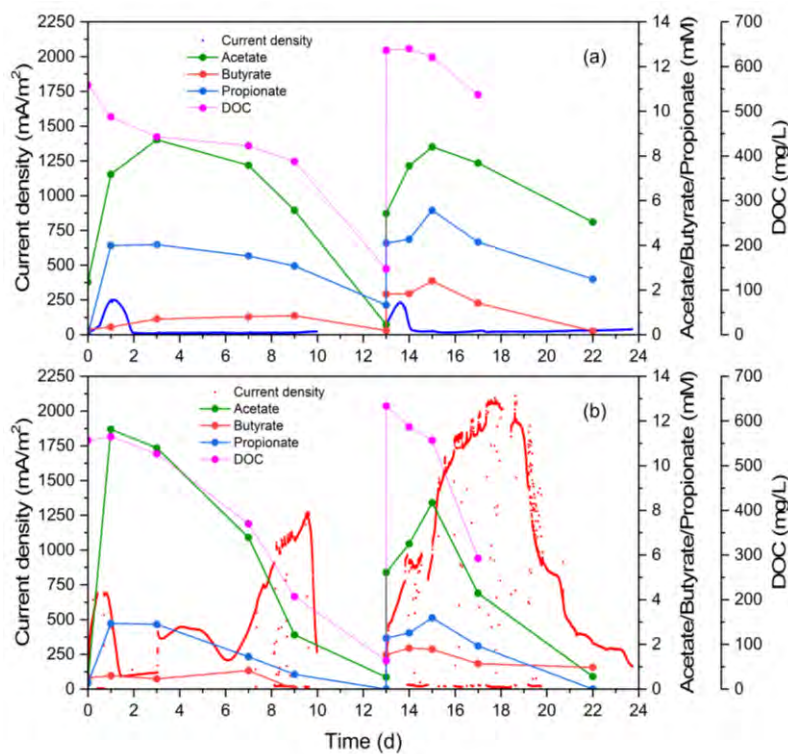 2250
2000
1750
1500
1250
1000
750
500
250
0
Current density (mA/m²)
Current density
Acetate
Butyrate
Propionate
DOC
(a)
14
12
10
8
6
4
2
0
Acetate/Butyrate/Propionate (mM)
700
600
500
400
300
200
100
0
DOC (mg/L)
0 2 4 6 8 10 12 14 16 18 20 22 24
2250
2000
1750
1500
1250
1000
750
500
250
0
Current density (mA/m²)
Current density
Acetate
Butyrate
Propionate
DOC
(b)
14
12
10
8
6
4
2
0
Acetate/Butyrate/Propionate (mM)
700
600
500
400
300
200
100
0
DOC (mg/L)
0 2 4 6 8 10 12 14 16 18 20 22 24
Time (d)